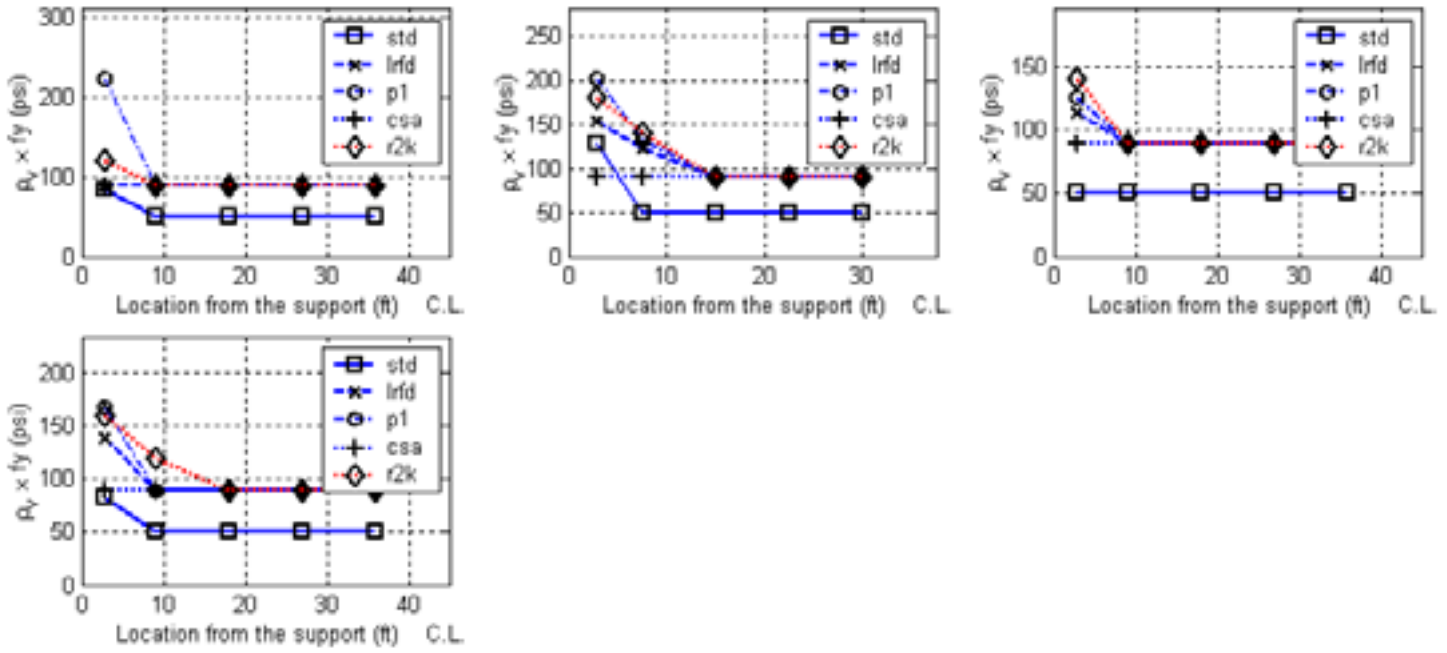 300
200
100
0
ρv × fy (psi)
std
lrfd
p1
csa
r2k
0 10 20 30 40
Location from the support (ft) C.L.
250
200
150
100
50
0
ρv × fy (psi)
std
lrfd
p1
csa
r2k
0 10 20 30
Location from the support (ft) C.L.
150
100
50
0
ρv × fy (psi)
std
lrfd
p1
csa
r2k
0 10 20 30 40
Location from the support (ft) C.L.
200
150
100
50
0
ρv × fy (psi)
std
lrfd
p1
csa
r2k
0 10 20 30 40
Location from the support (ft) C.L.